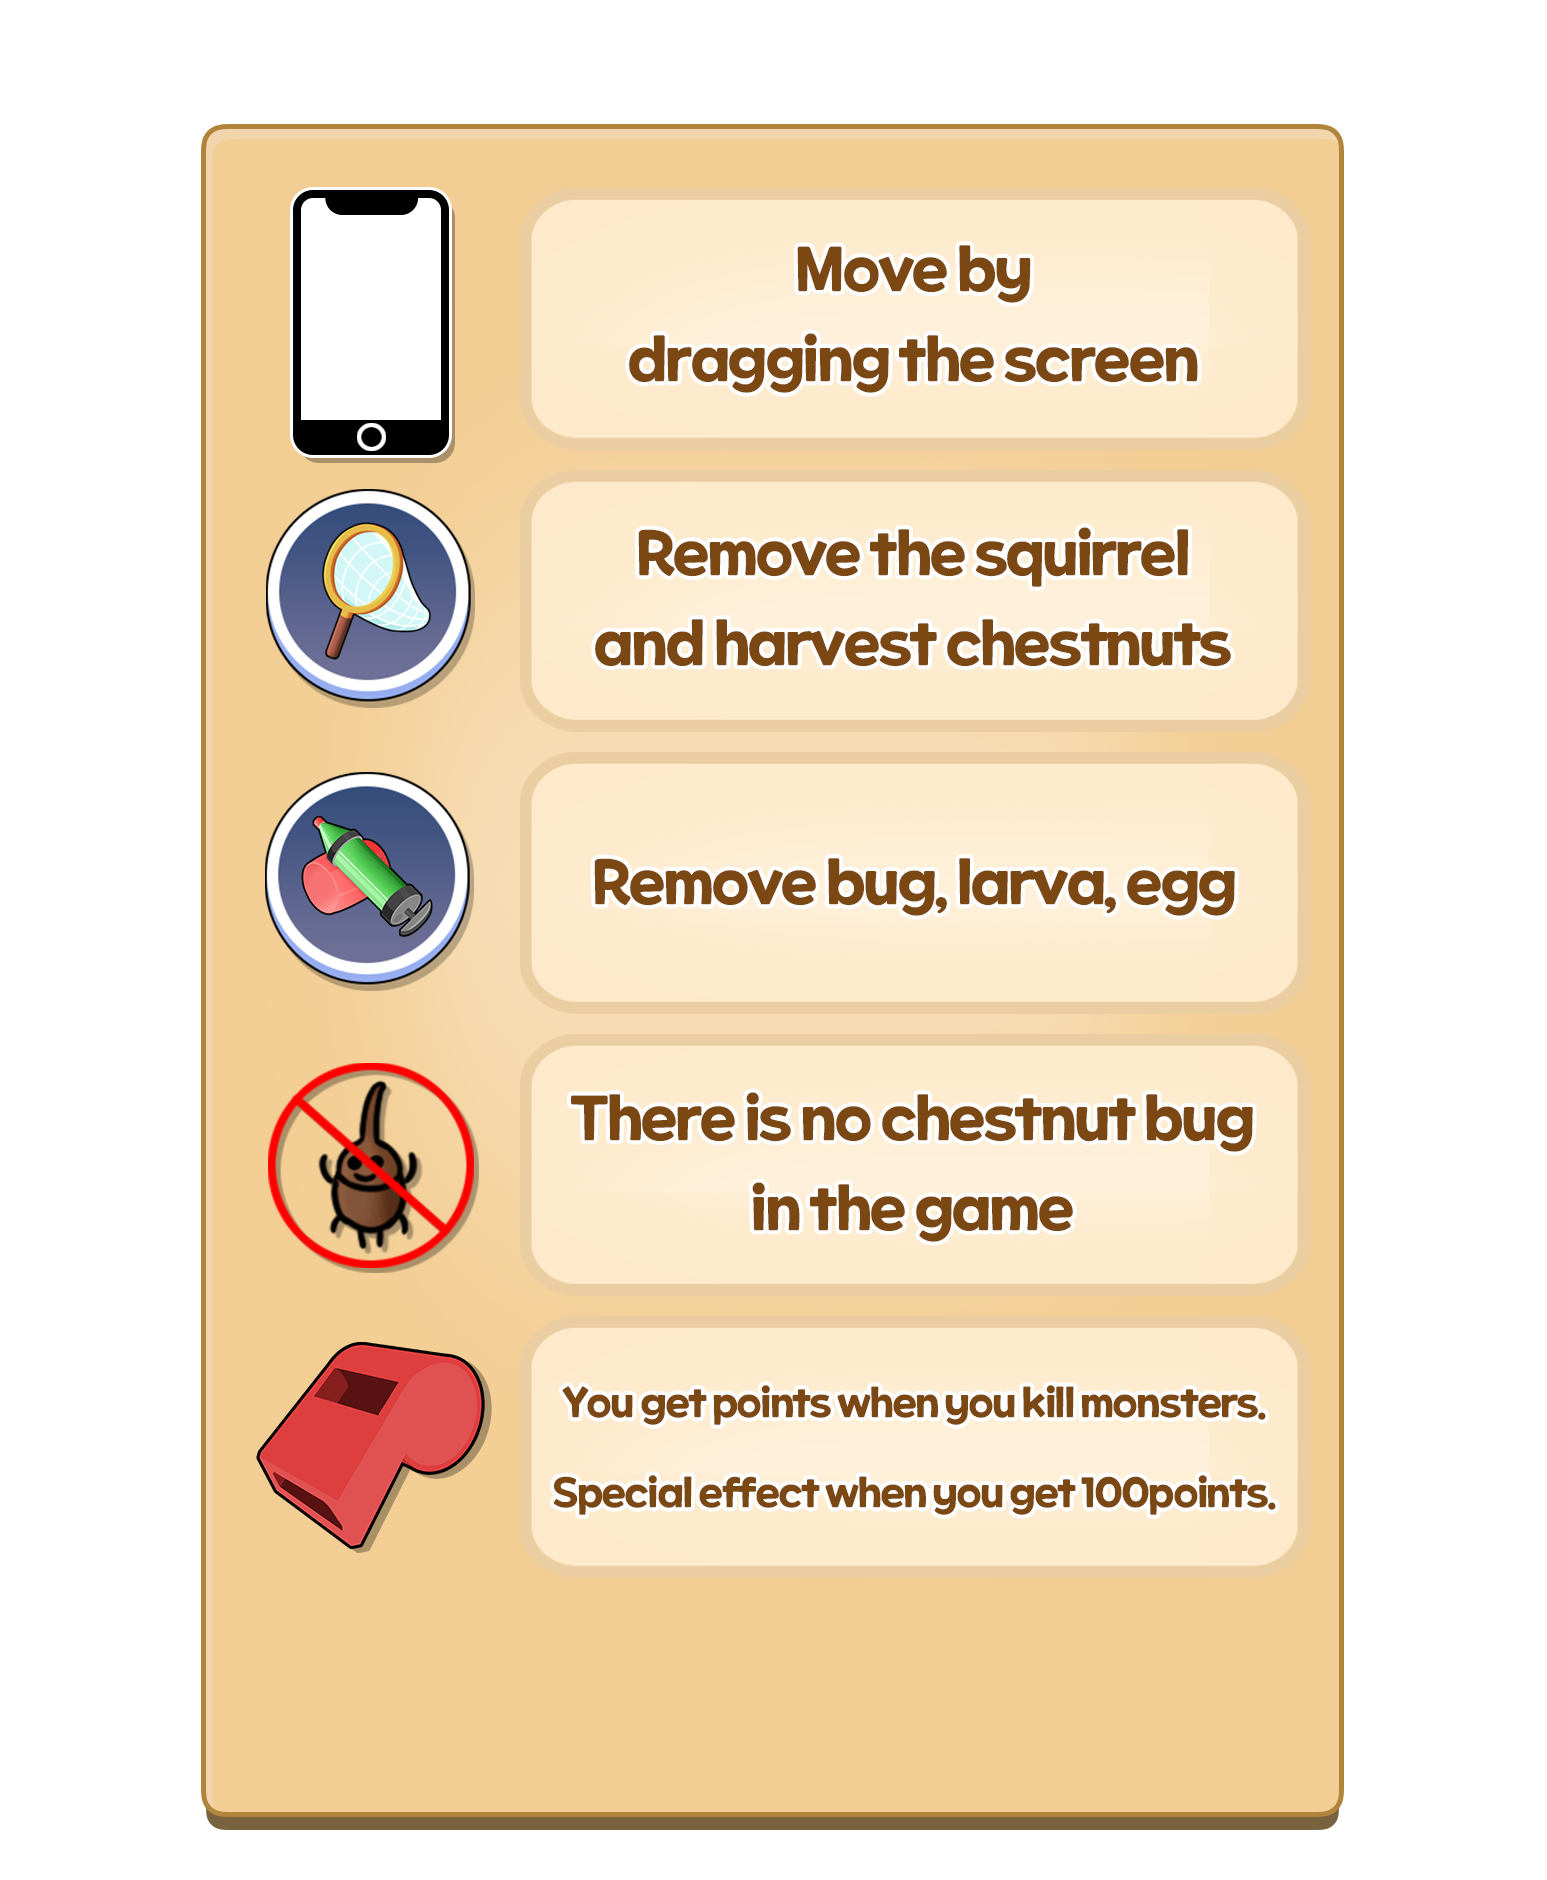 Move by
dragging the screen
Remove the squirrel
and harvest chestnuts
Remove bug, larva, egg
There is no chestnut bug
in the game
You get points when you kill monsters.
Special effect when you get 100points.